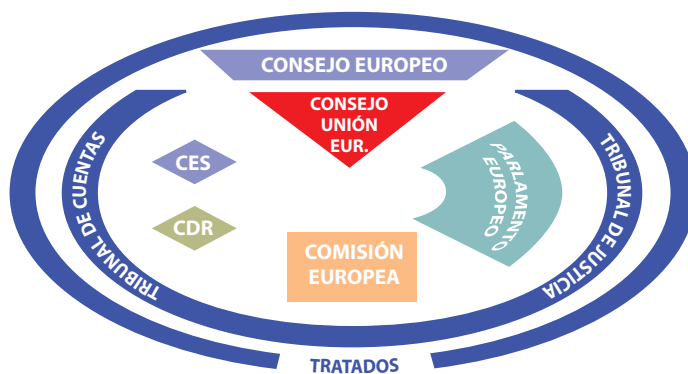 CONSEJO EUROPEO
CONSEJO
UNIÓN
EUR.
TRIBUNAL DE CUENTAS
CES
CDR
PARLAMENTO
EUROPEO
TRIBUNAL DE JUSTICIA
COMISIÓN
EUROPEA
TRATADOS